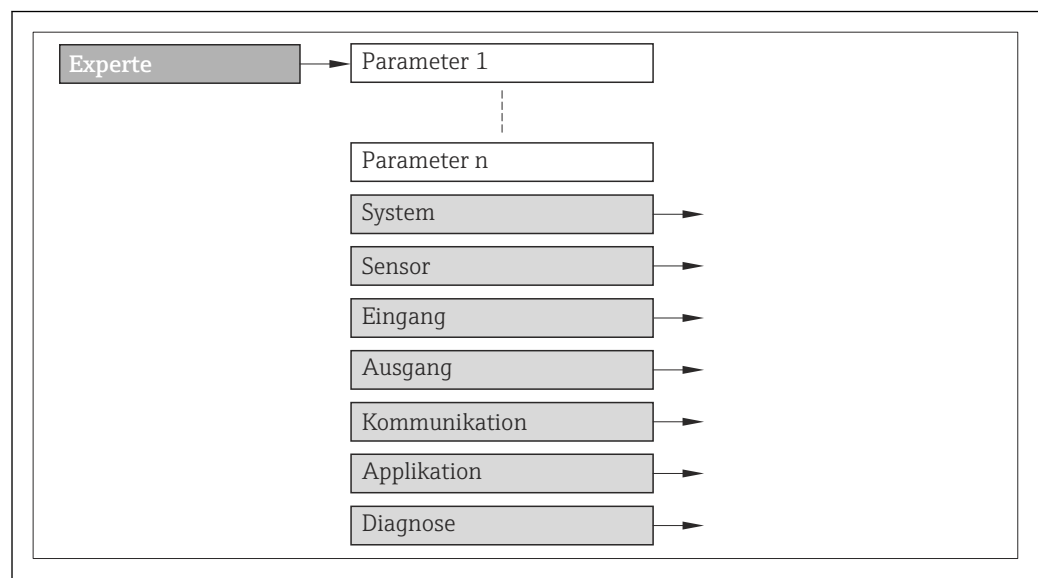 Experte
Parameter 1
Parameter n
System
Sensor
Eingang
Ausgang
Kommunikation
Applikation
Diagnose